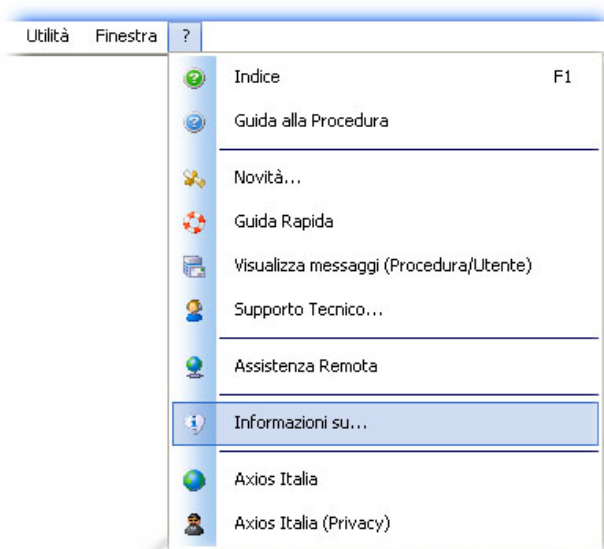 Utilità Finestra ?
Indice F1
Guida alla Procedura
Novità...
Guida Rapida
Visualizza messaggi (Procedura/Utente)
Supporto Tecnico...
Assistenza Remota
Informazioni su...
Axios Italia
Axios Italia (Privacy)